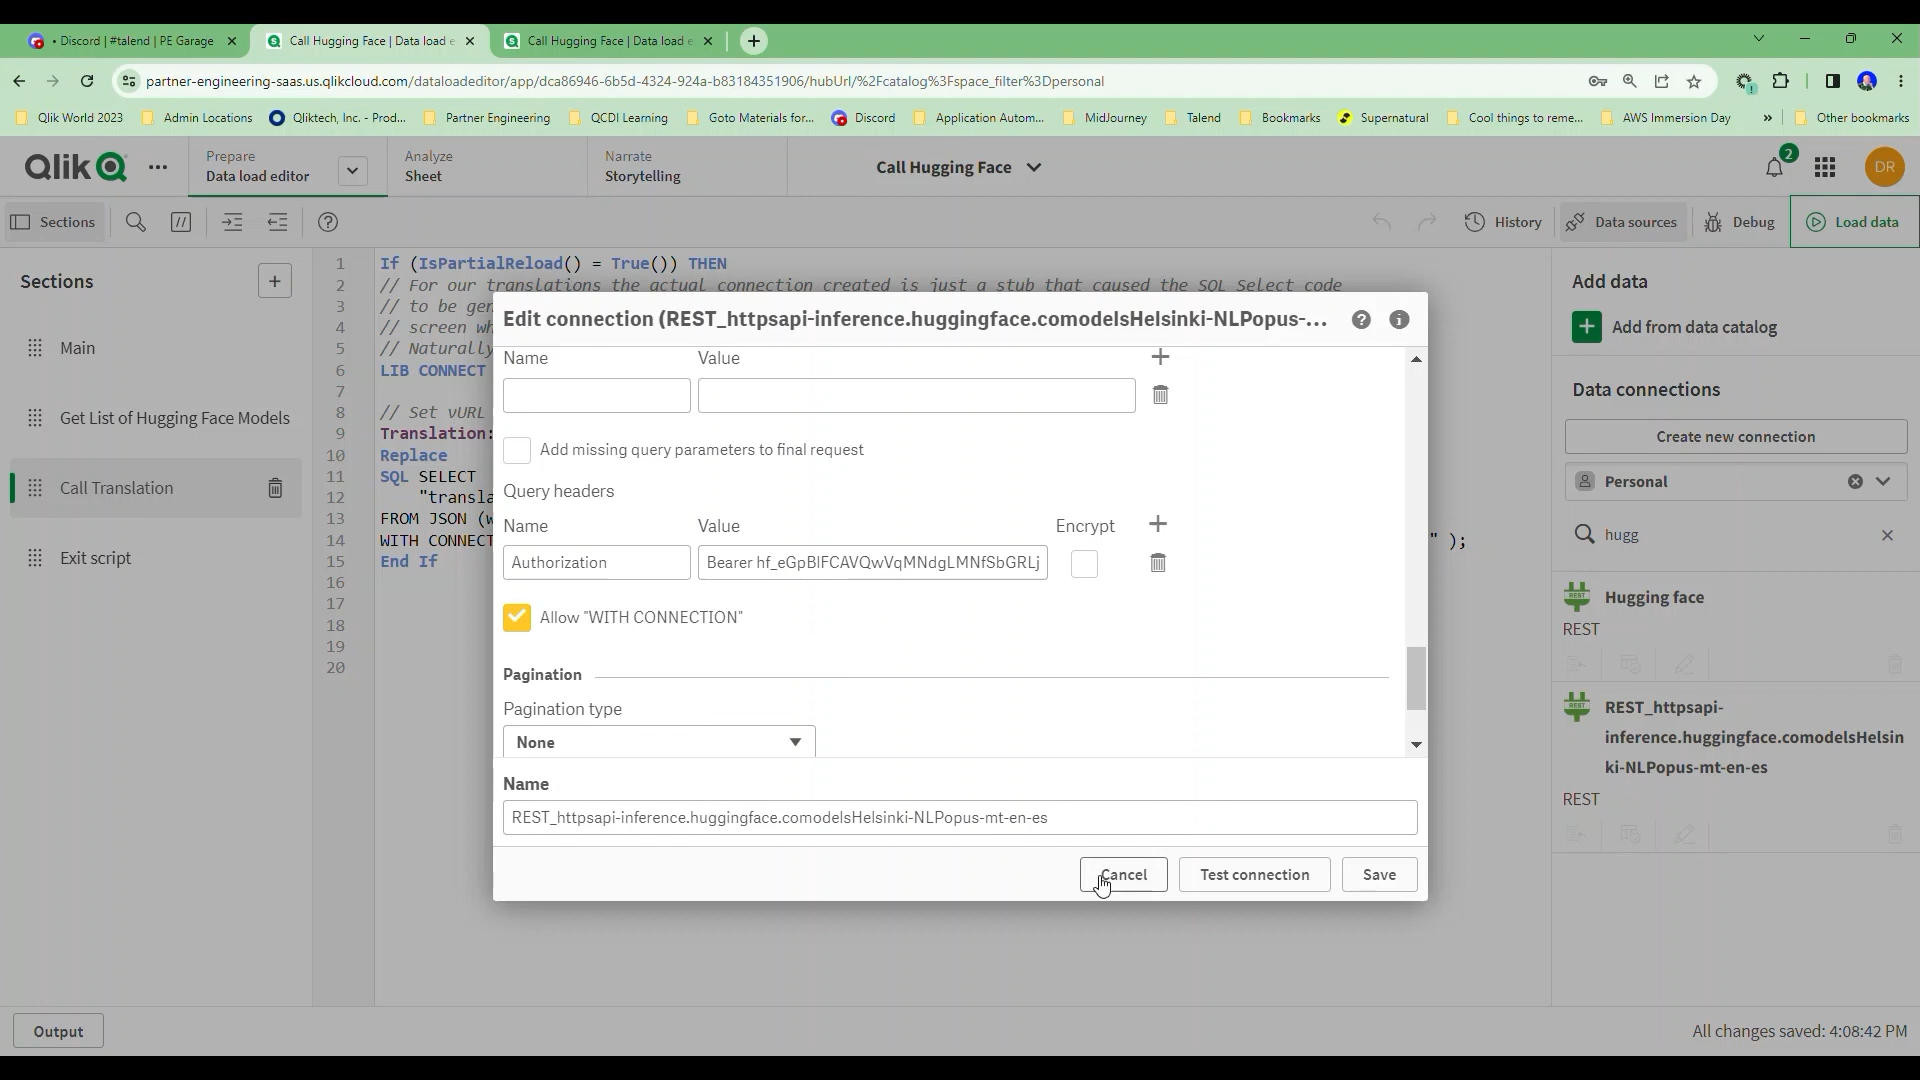 • Discord | #talend | PE Garage
Call Hugging Face | Data load e
Call Hugging Face | Data load e
partner-engineering-saas.us.qlikcloud.com/dataloadeditor/app/dca86946-6b5d-4324-924a-b83184351906/hubUrl/%2Fcatalog%3Fspace_filter%3Dpersonal
Qlik World 2023
Admin Locations
Qliktech, Inc. - Prod...
Partner Engineering
QCDI Learning
Goto Materials for...
Discord
Application Autom...
MidJourney
Talend
Bookmarks
Supernatural
Cool things to reme...
AWS Immersion Day
»
Other bookmarks
Qlik
Prepare
Data load editor
Analyze
Sheet
Narrate
Storytelling
Call Hugging Face
2
DR
Sections
History
Data sources
Debug
Load data
Sections
Main
Get List of Hugging Face Models
Call Translation
Exit script
1 If (IsPartialReload() = True()) THEN
2 // For our translations the actual connection created is just a stub that caused the SQL Select code
3 // to be gen
4 // screen wh
5 // Naturally
6 LIB CONNECT
7
8 // Set vURL
9 Translation:
10 Replace
11 SQL SELECT
12 "transla
13 FROM JSON (w
14 WITH CONNECT " );
15 End If
16
17
18
19
20
Edit connection (REST_httpsapi-inference.huggingface.comodelsHelsinki-NLPopus-...
Name Value
Add missing query parameters to final request
Query headers
Name Value Encrypt
Authorization Bearer hf_eGpBIFCAVQwVqMNdgLMNfSbGRLj
Allow "WITH CONNECTION"
Pagination
Pagination type
None
Name
REST_httpsapi-inference.huggingface.comodelsHelsinki-NLPopus-mt-en-es
Cancel
Test connection
Save
Add data
Add from data catalog
Data connections
Create new connection
Personal
hugg
REST
Hugging face
REST
REST
REST_httpsapi-
inference.huggingface.comodelsHelsin
ki-NLPopus-mt-en-es
REST
Output
All changes saved: 4:08:42 PM